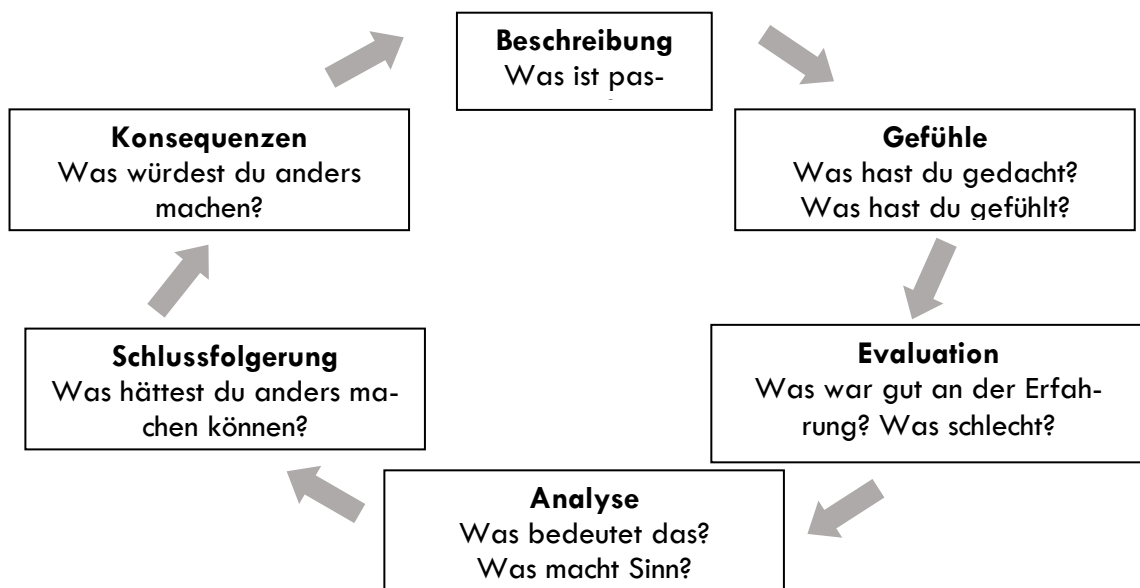 Beschreibung
Was ist pas-
Gefühle
Was hast du gedacht?
Was hast du gefühlt?
Evaluation
Was war gut an der Erfah-
rung? Was schlecht?
Analyse
Was bedeutet das?
Was macht Sinn?
Schlussfolgerung
Was hättest du anders ma-
chen können?
Konsequenzen
Was würdest du anders
machen?